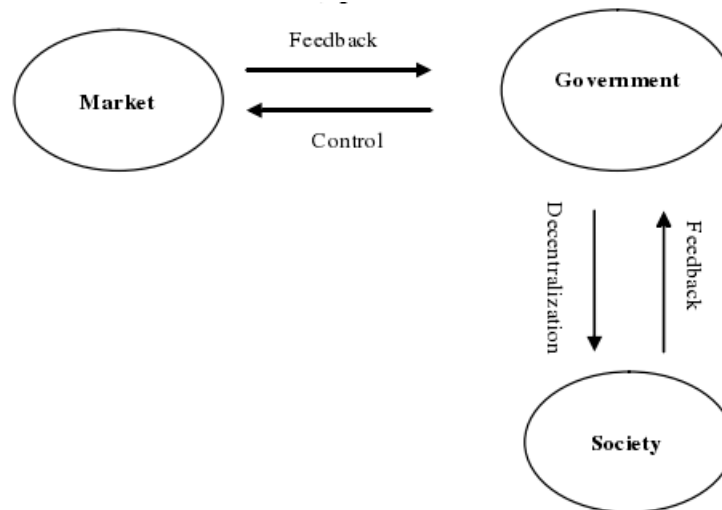 Feedback
Market
Government
Control
Decentralization
Feedback
Society